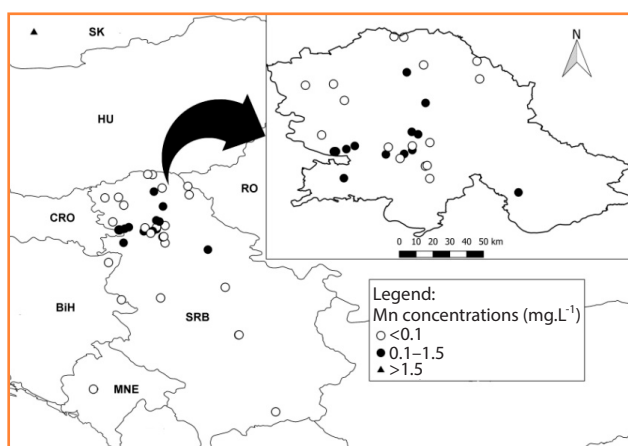 SK
N
HU
RO
CRO
0 10 20 30 40 50 km
Legend:
Mn concentrations (mg.L⁻¹)
<0.1
0.1–1.5
>1.5
BiH
SRB
MNE